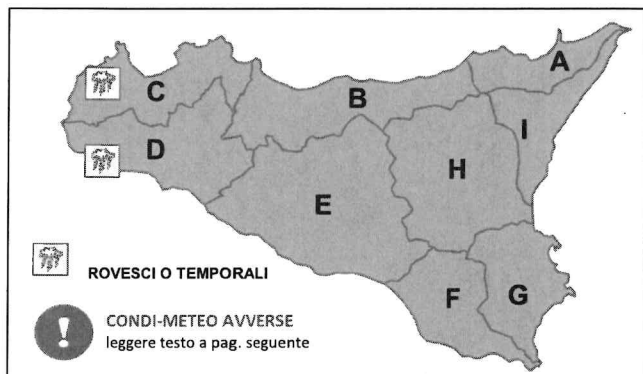 A
C
B
I
D
H
E
F
G
ROVESCI O TEMPORALI
!
CONDI-METEO AVVERSE
leggere testo a pag. seguente